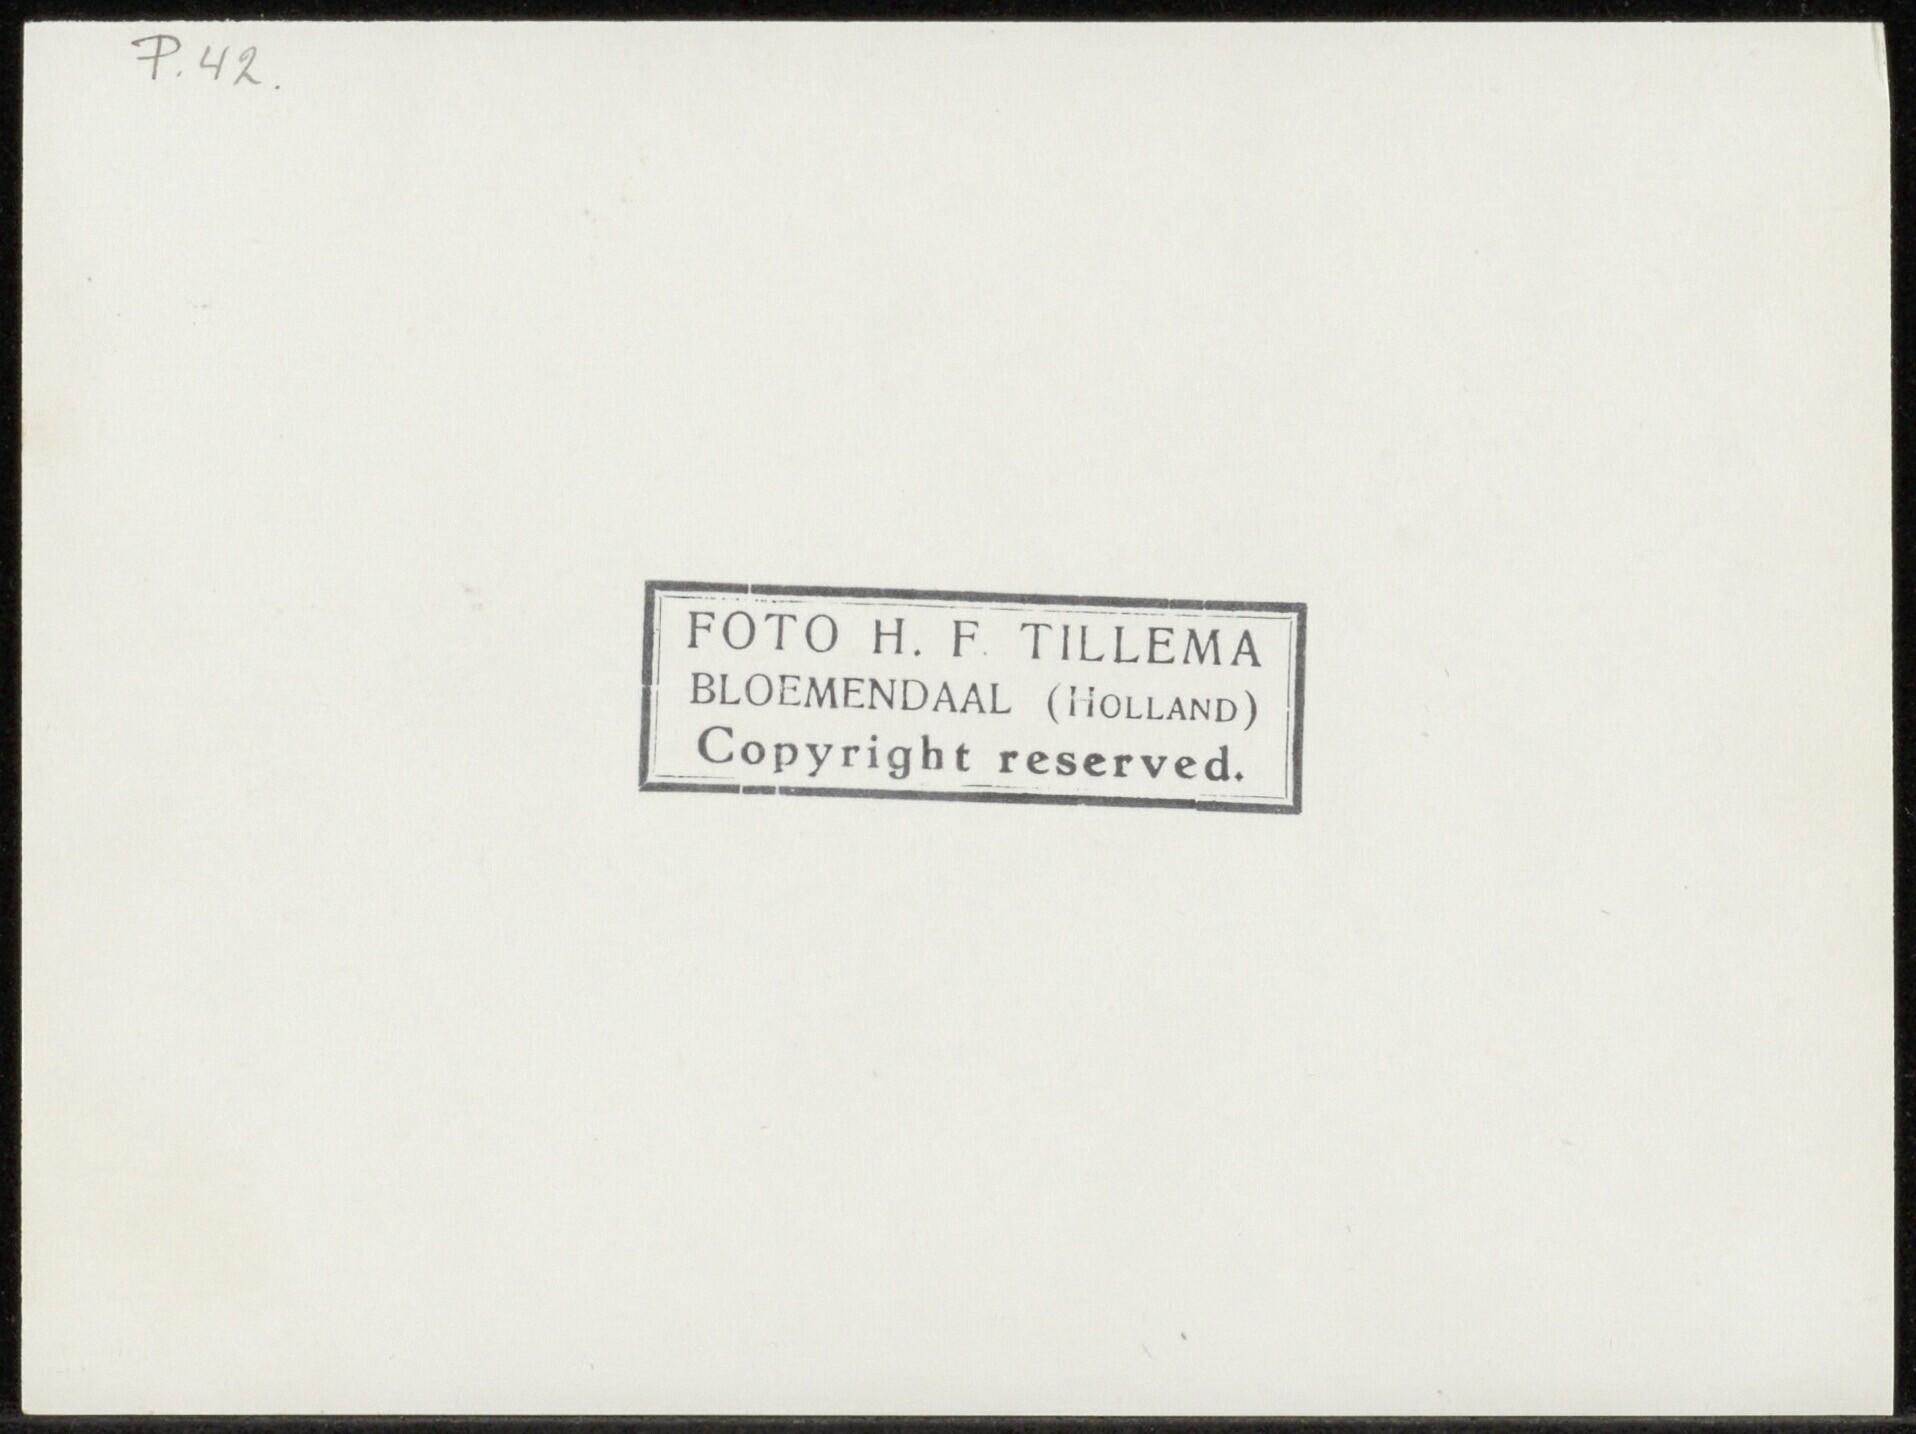 P. 42.
FOTO H. F. TILLEMA
BLOEMENDAAL (HOLLAND)
Copyright reserved.